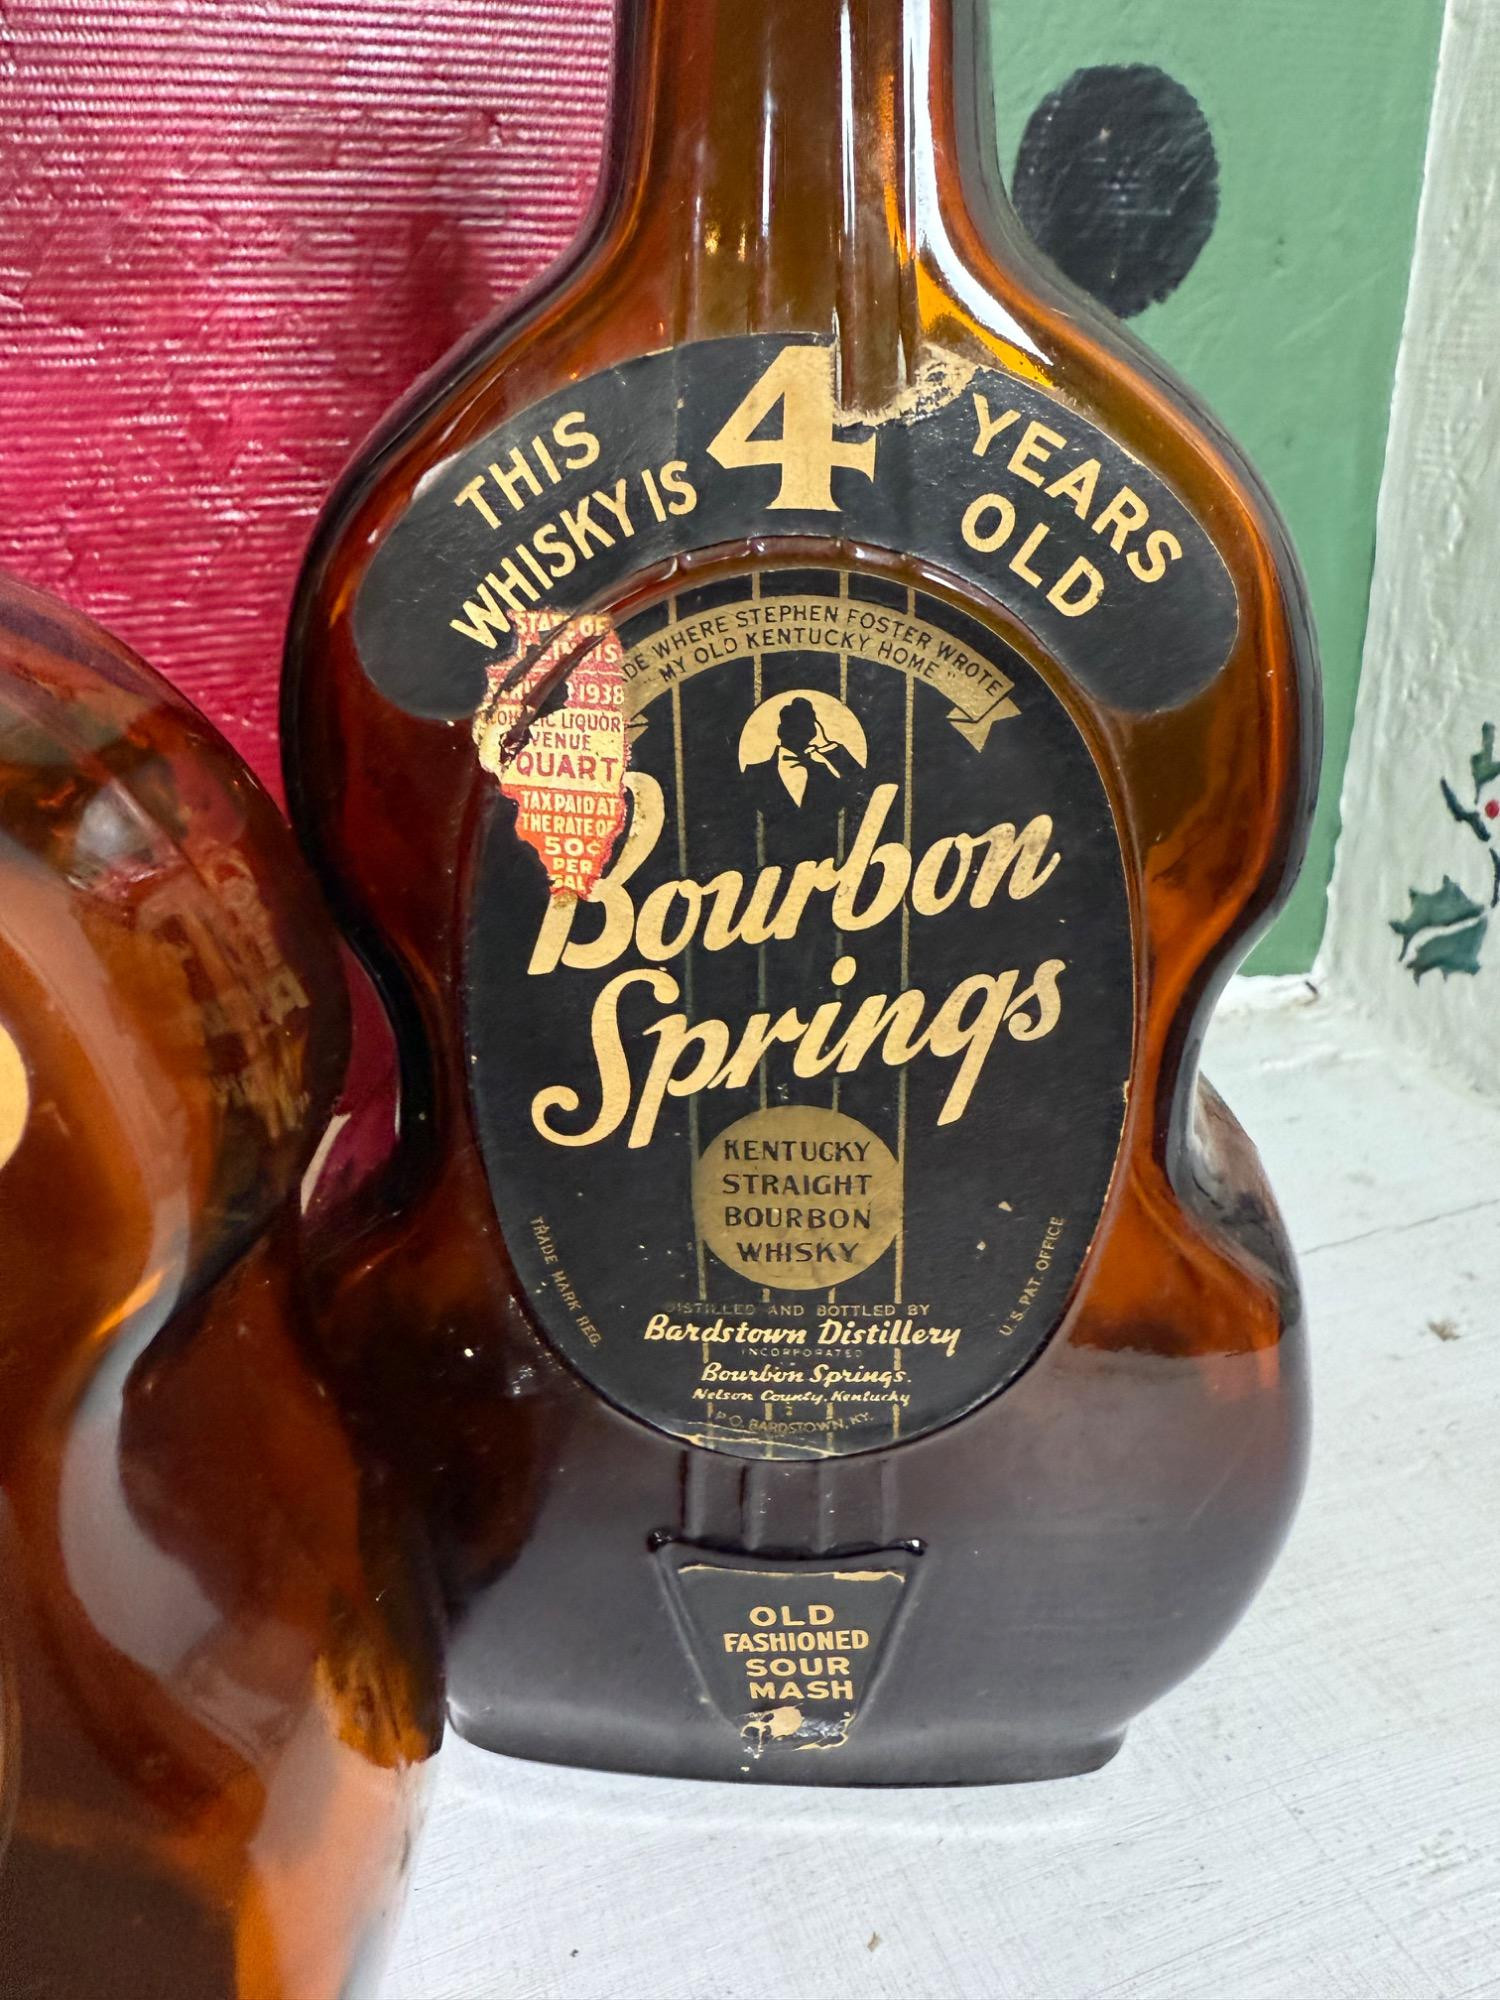 THIS
WHISKY IS
4
YEARS
OLD
STATE OF
1938
LIQUOR
QUART
TAX PAID AT
THE RATE OF
50¢
PER
GAL
WHERE STEPHEN FOSTER WROTE
"MY OLD KENTUCKY HOME"
Bourbon
Springs
KENTUCKY
STRAIGHT
BOURBON
WHISKY
TRADE MARK REG.
U.S. PAT. OFFICE
DISTILLED AND BOTTLED BY
Bardstown Distillery
INCORPORATED
Bourbon Springs.
Nelson County, Kentucky
P.O. BARDSTOWN, KY.
OLD
FASHIONED
SOUR
MASH